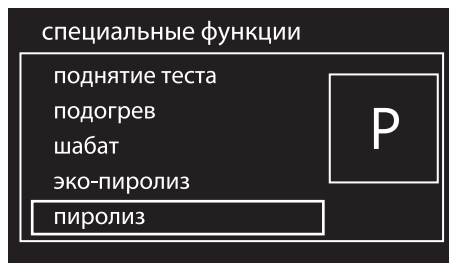 специальные функции
поднятие теста
подогрев
шабат
эко-пиролиз
пиролиз
P